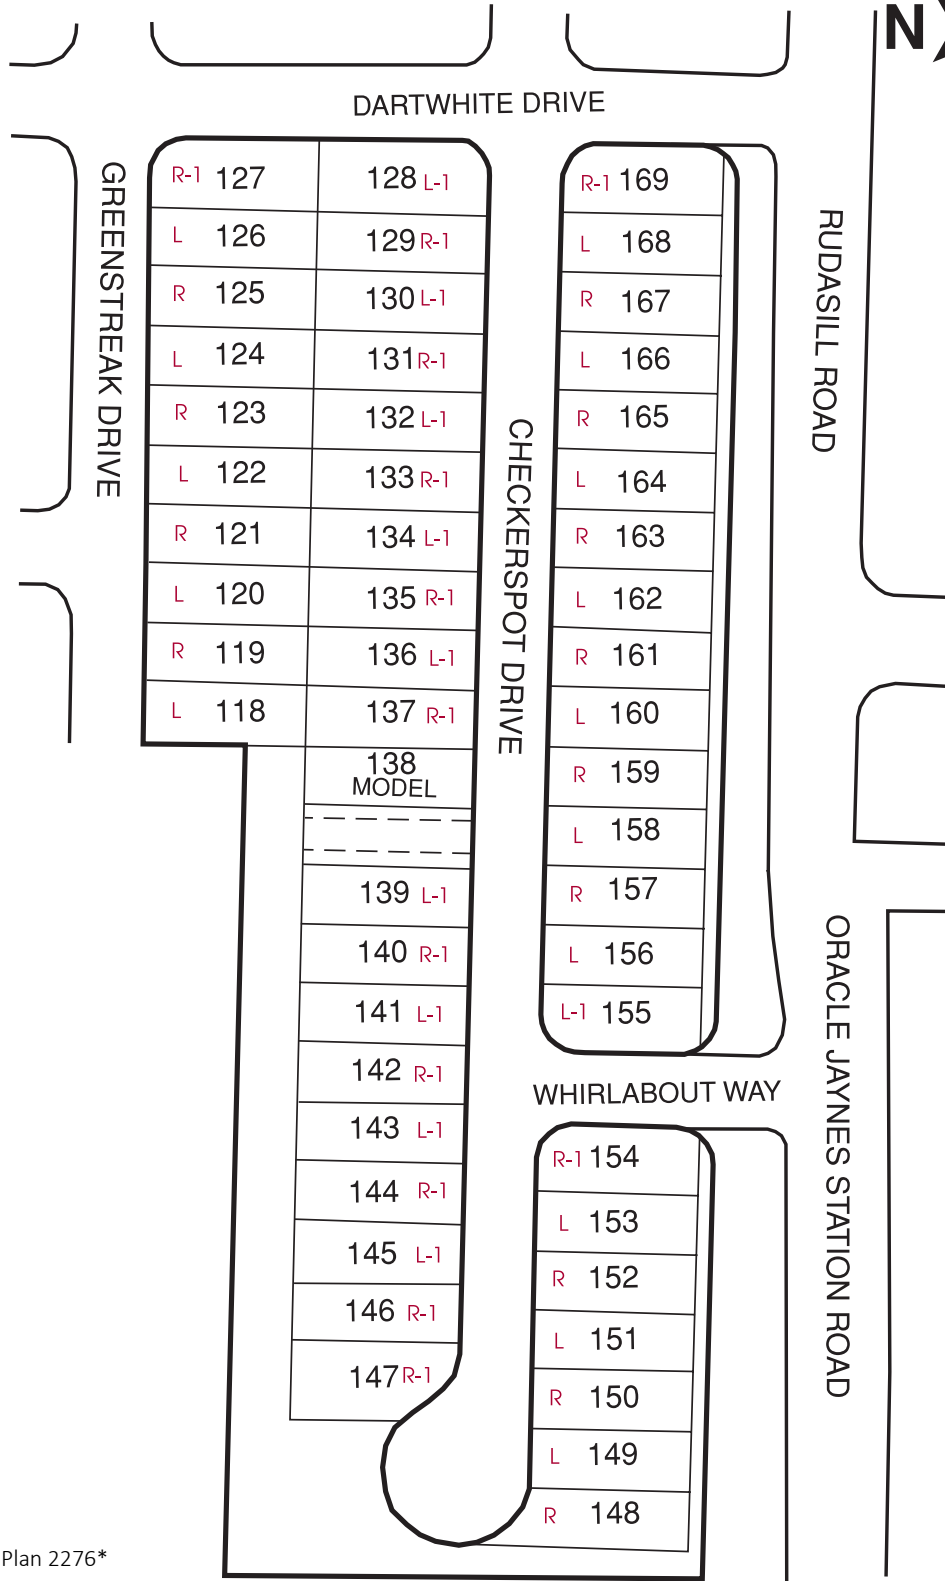 N
DARTWHITE DRIVE
GREENSTREAK DRIVE
R-1 127
128 L-1
L 126
129 R-1
R 125
130 L-1
L 124
131 R-1
R 123
132 L-1
L 122
133 R-1
R 121
134 L-1
L 120
135 R-1
R 119
136 L-1
L 118
137 R-1
138
MODEL
139 L-1
140 R-1
141 L-1
142 R-1
143 L-1
144 R-1
145 L-1
146 R-1
147 R-1
CHECKERSPOT DRIVE
R-1 169
L 168
R 167
L 166
R 165
L 164
R 163
L 162
R 161
L 160
R 159
L 158
R 157
L 156
L-1 155
WHIRLABOUT WAY
R-1 154
L 153
R 152
L 151
R 150
L 149
R 148
RUDASILL ROAD
ORACLE JAYNES STATION ROAD
Plan 2276*